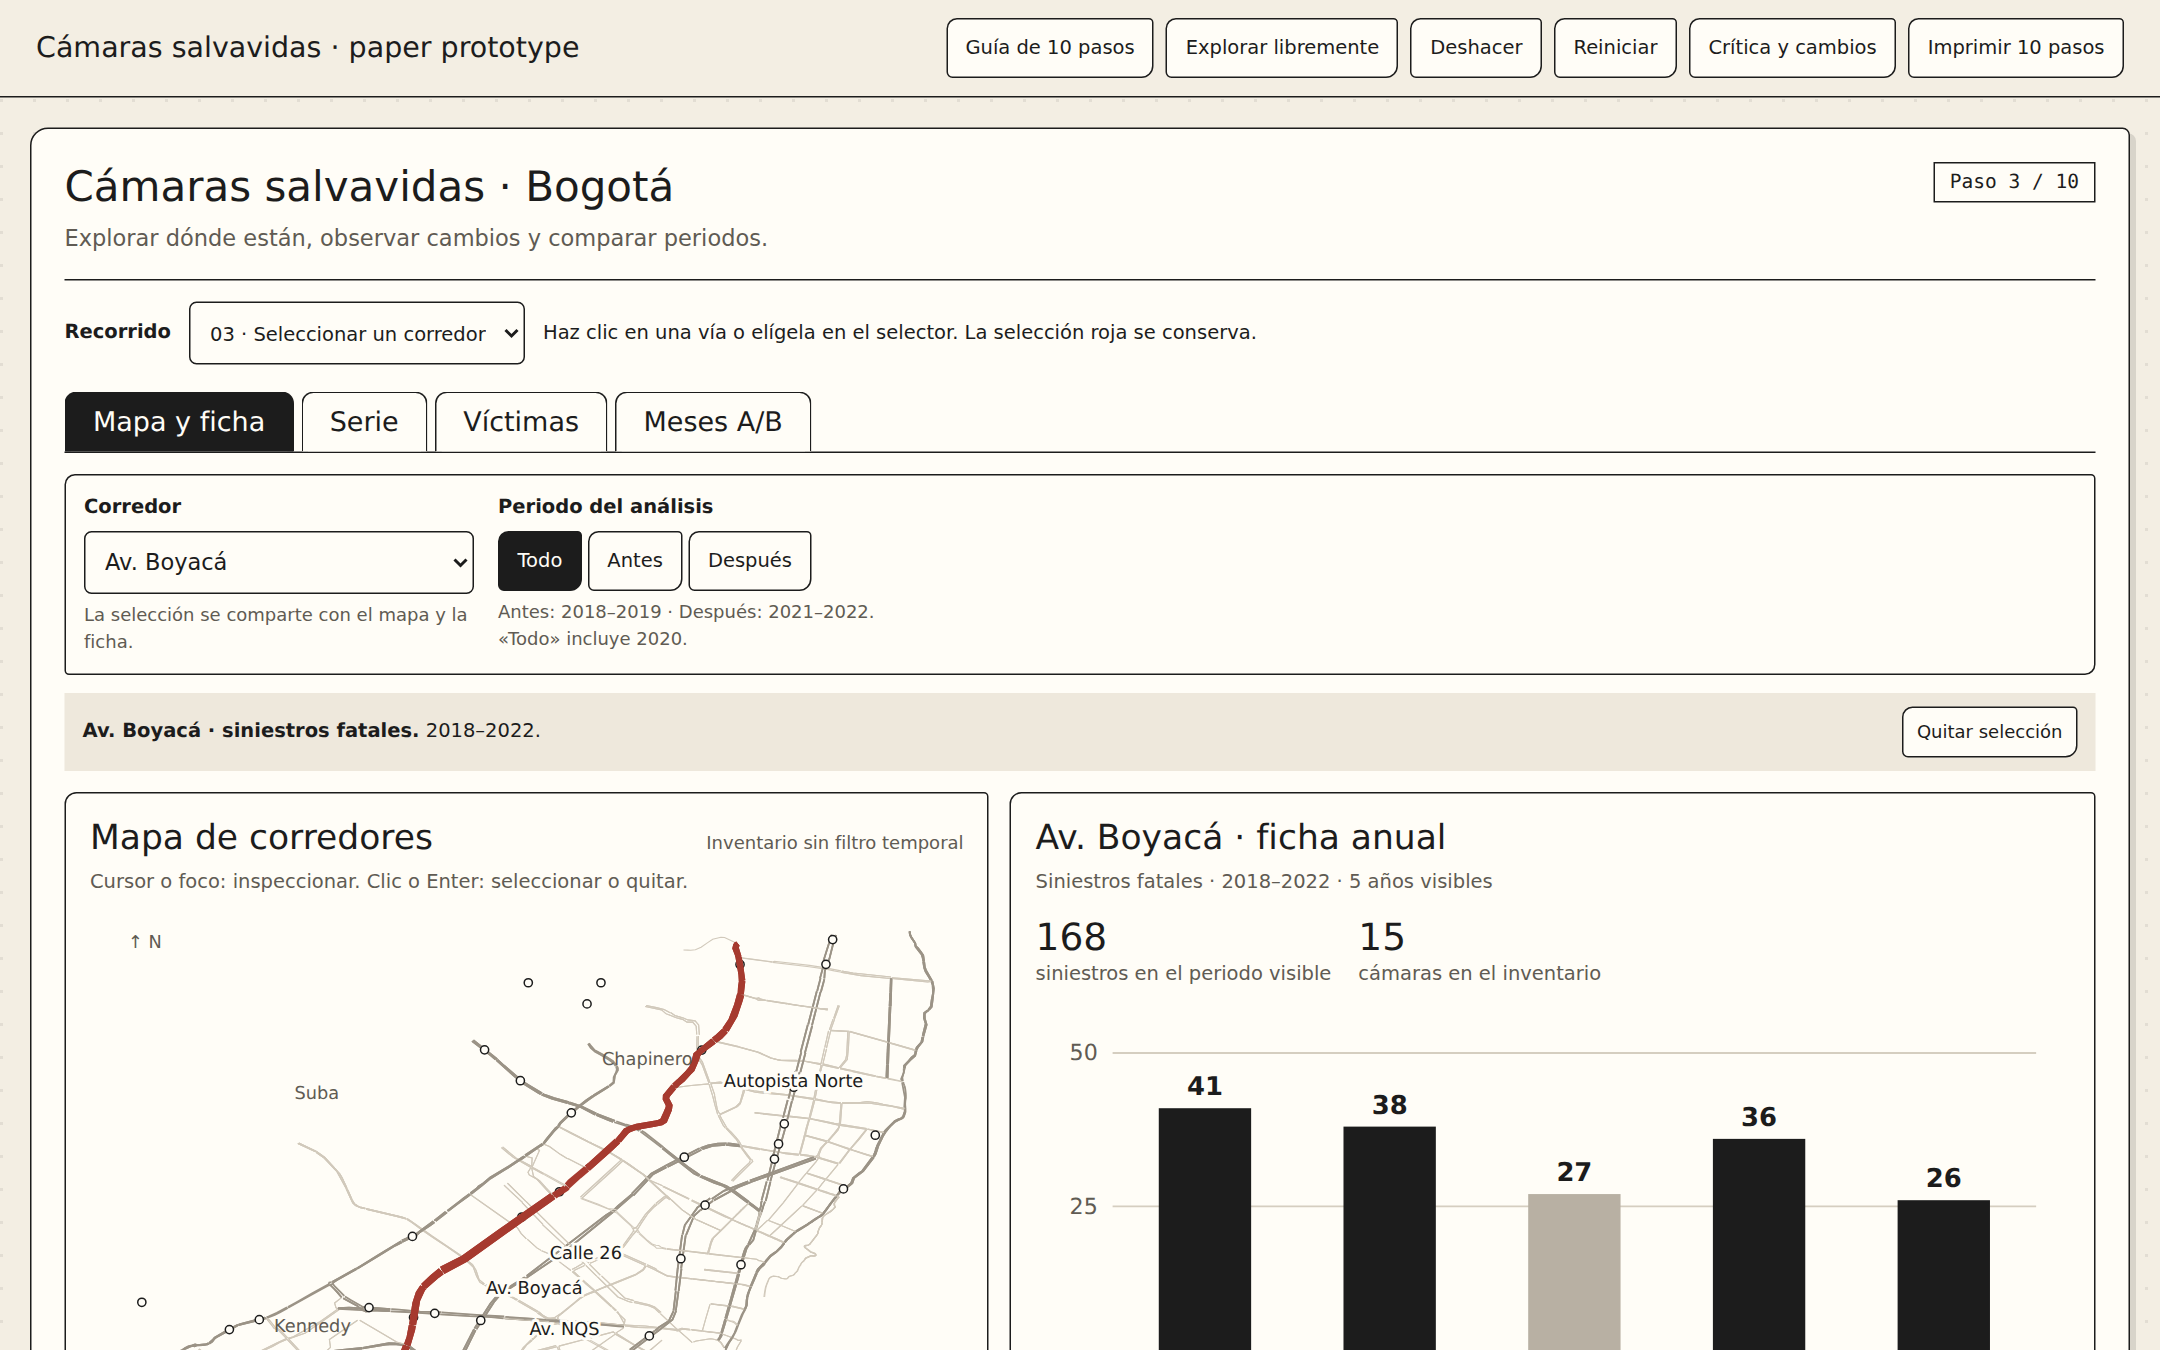 Cámaras salvavidas · paper prototype
Guía de 10 pasos
Explorar libremente
Deshacer
Reiniciar
Crítica y cambios
Imprimir 10 pasos
Cámaras salvavidas · Bogotá
Paso 3 / 10
Explorar dónde están, observar cambios y comparar periodos.
Recorrido
03 · Seleccionar un corredor
Haz clic en una vía o elígela en el selector. La selección roja se conserva.
Mapa y ficha
Serie
Víctimas
Meses A/B
Corredor
Av. Boyacá
La selección se comparte con el mapa y la
ficha.
Periodo del análisis
Todo
Antes
Después
Antes: 2018–2019 · Después: 2021–2022.
«Todo» incluye 2020.
Av. Boyacá · siniestros fatales. 2018–2022.
Quitar selección
Mapa de corredores
Inventario sin filtro temporal
Cursor o foco: inspeccionar. Clic o Enter: seleccionar o quitar.
↑ N
Chapinero
Autopista Norte
Suba
Calle 26
Av. Boyacá
Kennedy
Av. NQS
Av. Boyacá · ficha anual
Siniestros fatales · 2018–2022 · 5 años visibles
168
siniestros en el periodo visible
15
cámaras en el inventario
50
25
41
38
27
36
26